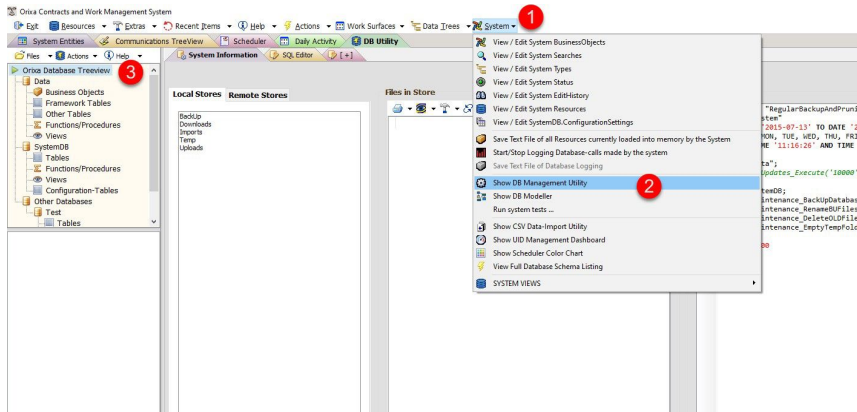 Orixa Contracts and Work Management System
Exit Resources Extras Recent Items Help Actions Work Surfaces Data Trees System
1
System Entities Communications TreeView Scheduler Daily Activity DB Utility
Files Actions Help
System Information SQL Editor [+]
Orixa Database Treeview
3
Data
Business Objects
Framework Tables
Other Tables
Functions/Procedures
Views
SystemDB
Tables
Functions/Procedures
Views
Configuration-Tables
Other Databases
Test
Tables
Local Stores Remote Stores
BackUp
Downloads
Imports
Temp
Uploads
Files in Store
View / Edit System BusinessObjects
View / Edit System Searches
View / Edit System Types
View / Edit System Status
View / Edit System EditHistory
View / Edit System Resources
View / Edit SystemDB.ConfigurationSettings
Save Text File of all Resources currently loaded into memory by the System
Start/Stop Logging Database-calls made by the system
Save Text File of Database Logging
Show DB Management Utility
2
Show DB Modeller
Run system tests ...
Show CSV Data-Import Utility
Show UID Management Dashboard
Show Scheduler Color Chart
View Full Database Schema Listing
SYSTEM VIEWS
"RegularBackupAndPruni
stem"
'2015-07-13' TO DATE '2
MON, TUE, WED, THU, FRI
ME '11:16:26' AND TIME
ta";
Updates_Execute('10000'
temDB;
intenance_BackUpDatabas
intenance_RenameBUFiles
intenance_DeleteOLDFile
intenance_EmptyTempFold
00